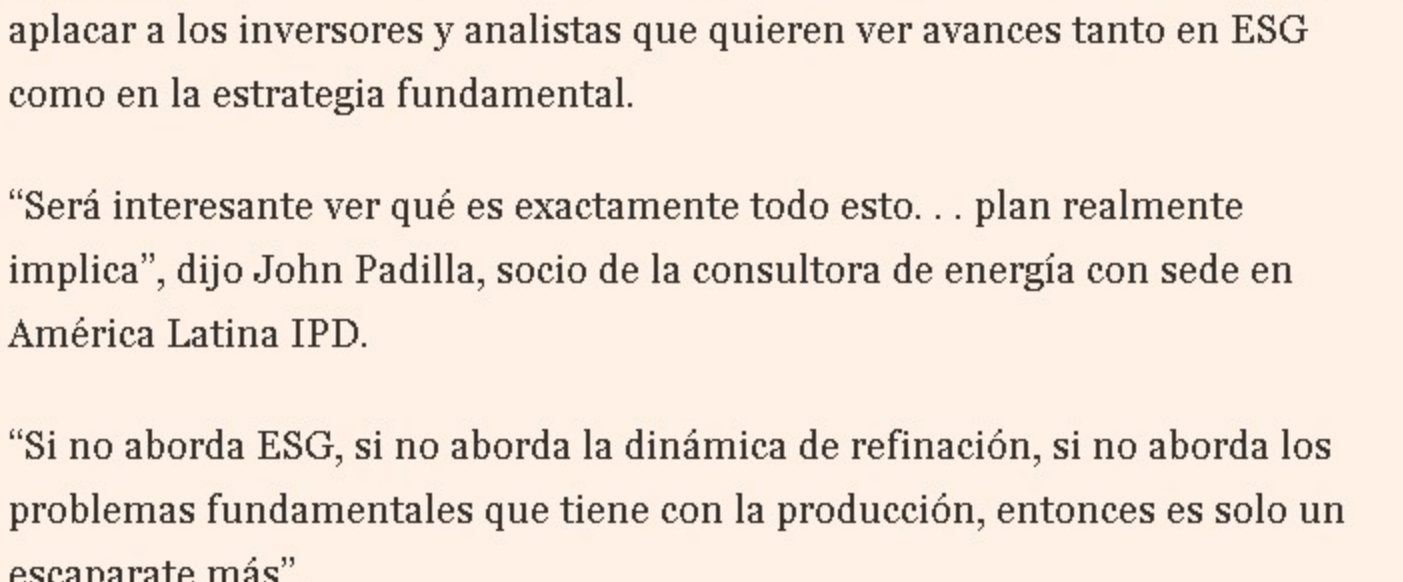 aplacar a los inversores y analistas que quieren ver avances tanto en ESG
como en la estrategia fundamental.
“Será interesante ver qué es exactamente todo esto. . . plan realmente
implica”, dijo John Padilla, socio de la consultora de energía con sede en
América Latina IPD.
“Si no aborda ESG, si no aborda la dinámica de refinación, si no aborda los
problemas fundamentales que tiene con la producción, entonces es solo un
escaparate más”